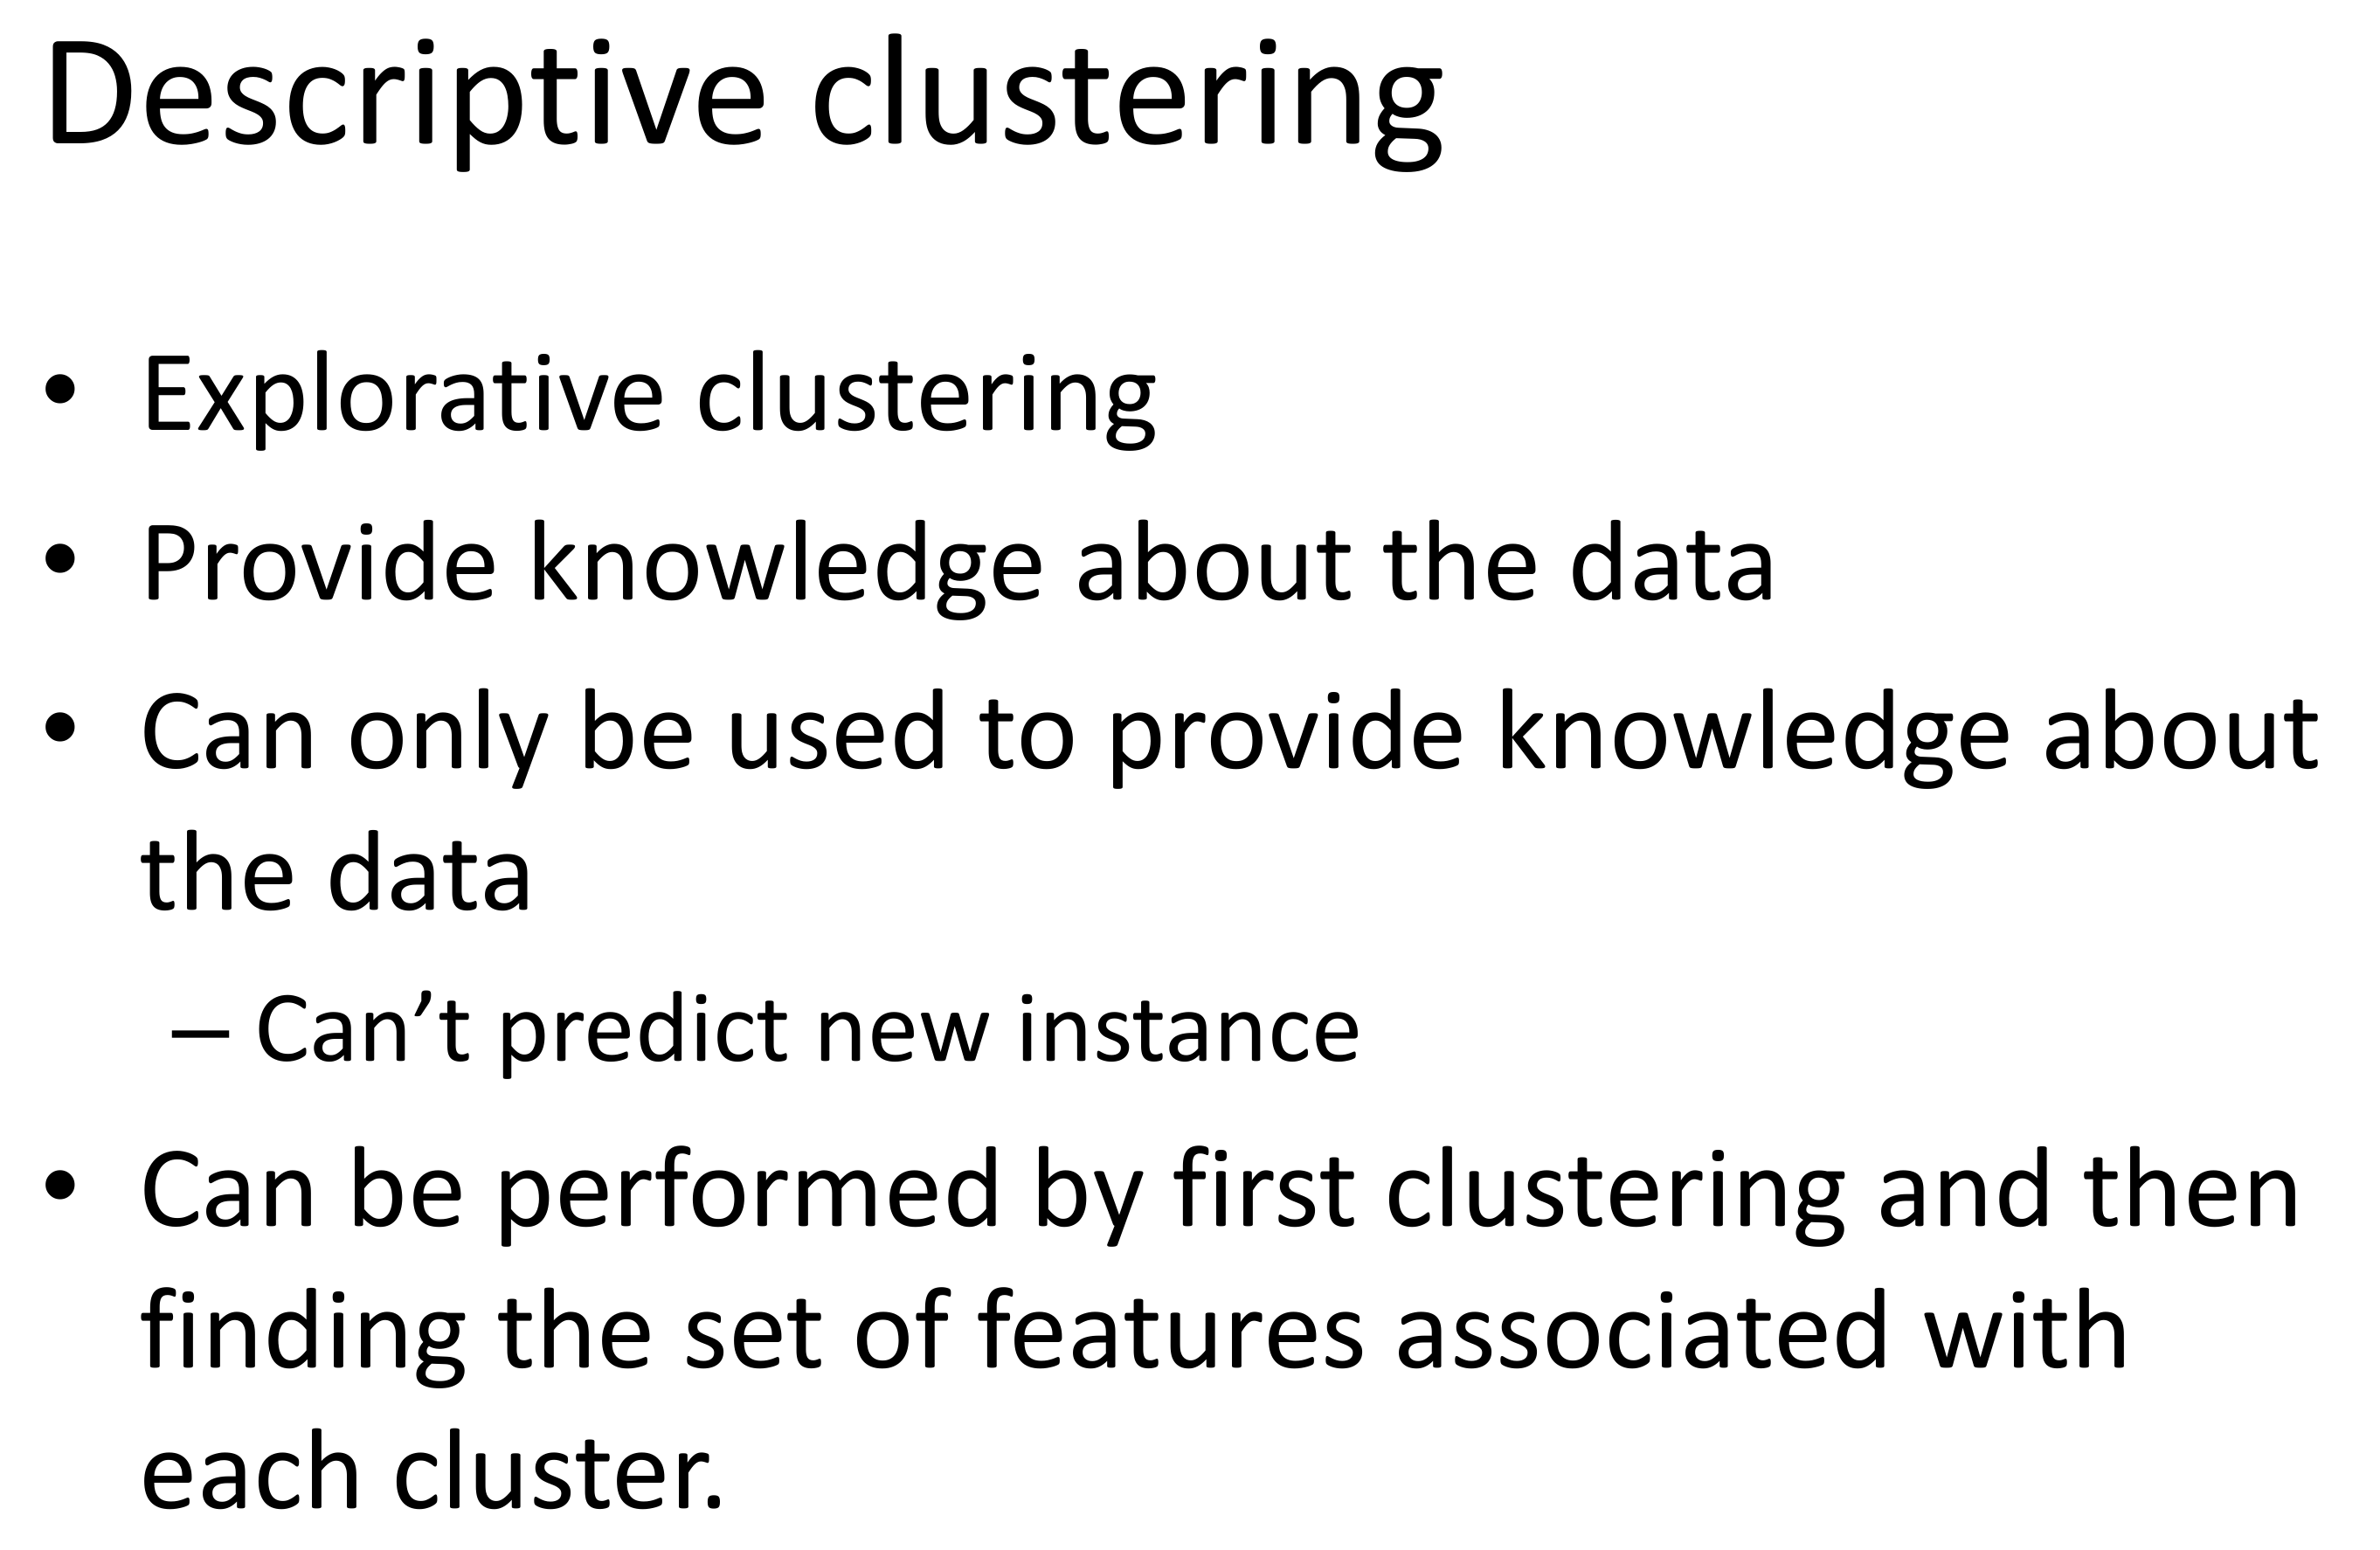 Descriptive clustering
• Explorative clustering
• Provide knowledge about the data
• Can only be used to provide knowledge about
the data
– Can’t predict new instance
• Can be performed by first clustering and then
finding the set of features associated with
each cluster.